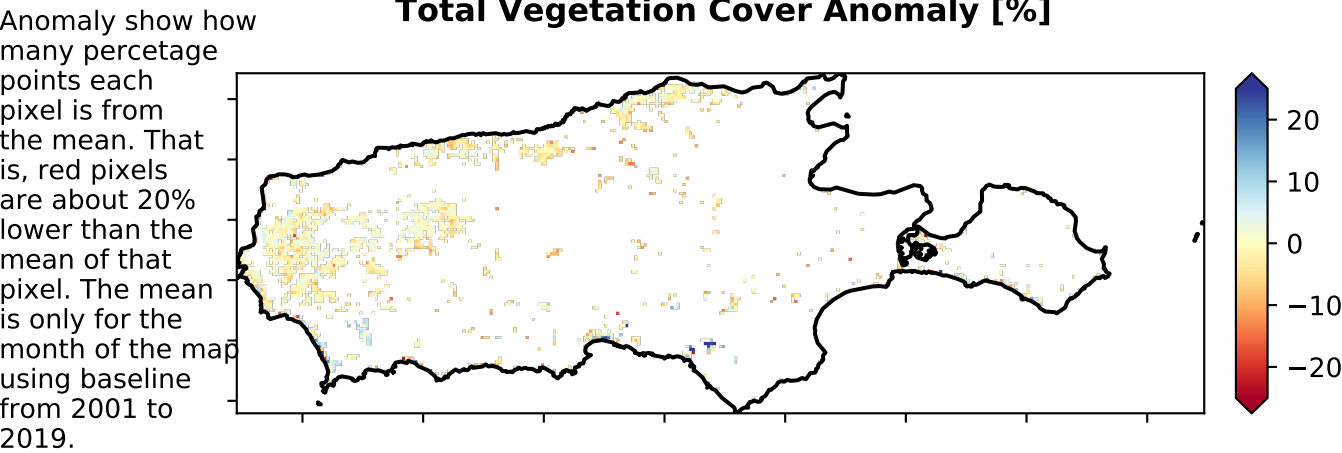 Total Vegetation Cover Anomaly [%]
Anomaly show how
many percetage
points each
pixel is from
the mean. That
is, red pixels
are about 20%
lower than the
mean of that
pixel. The mean
is only for the
month of the map
using baseline
from 2001 to
2019.
20
10
0
−10
−20